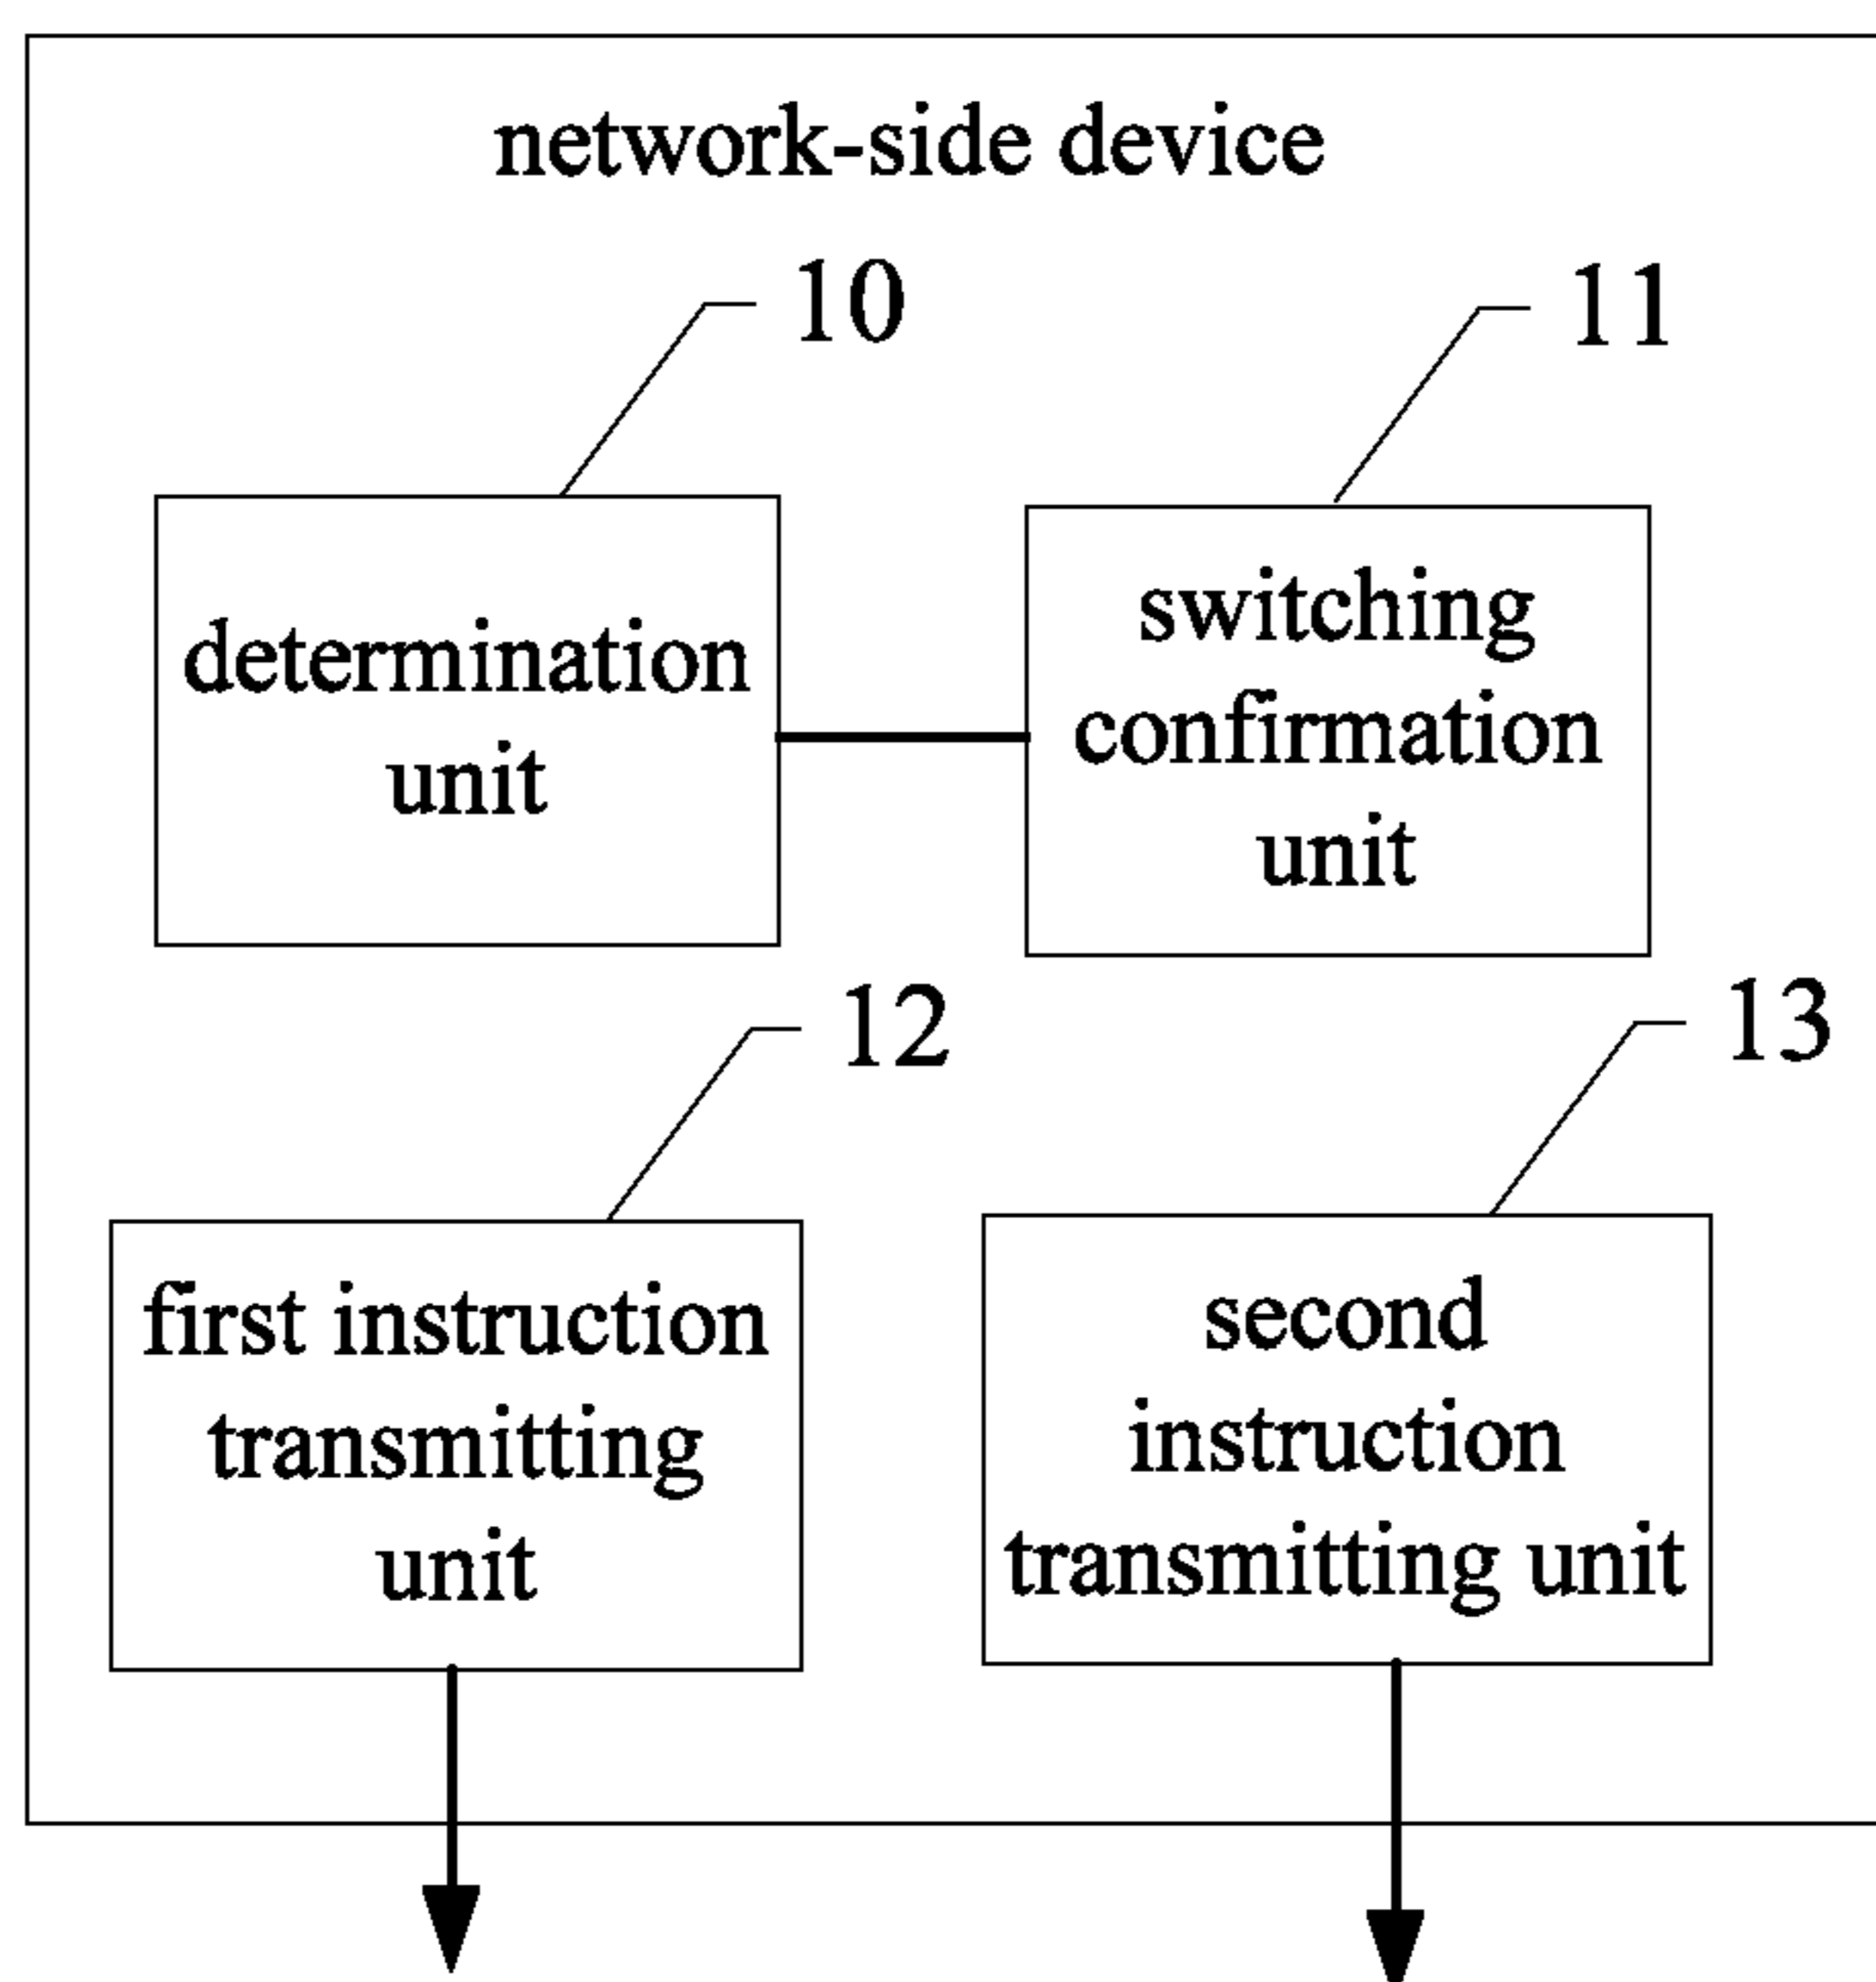 network-side device
10
11
determination
unit
switching
confirmation
unit
12
13
first instruction
transmitting
unit
second
instruction
transmitting unit